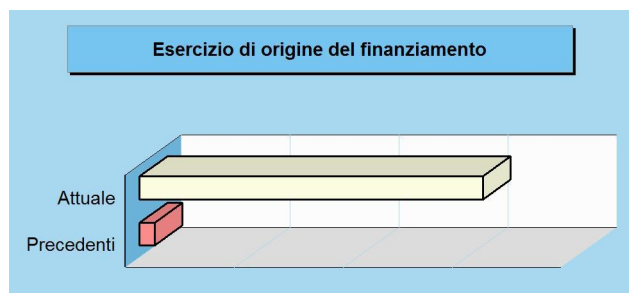 Esercizio di origine del finanziamento
Attuale
Precedenti